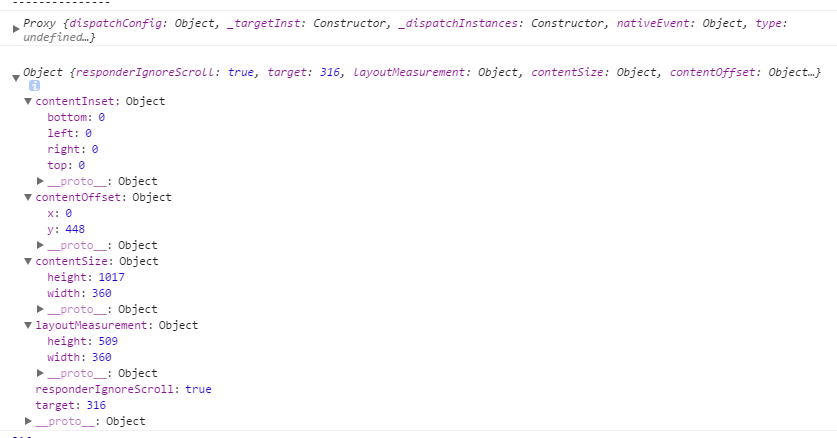 ---------------
Proxy {dispatchConfig: Object, _targetInst: Constructor, _dispatchInstances: Constructor, nativeEvent: Object, type:
undefined…}
Object {responderIgnoreScroll: true, target: 316, layoutMeasurement: Object, contentSize: Object, contentOffset: Object…}
i
contentInset: Object
bottom: 0
left: 0
right: 0
top: 0
__proto__: Object
contentOffset: Object
x: 0
y: 448
__proto__: Object
contentSize: Object
height: 1017
width: 360
__proto__: Object
layoutMeasurement: Object
height: 509
width: 360
__proto__: Object
responderIgnoreScroll: true
target: 316
__proto__: Object